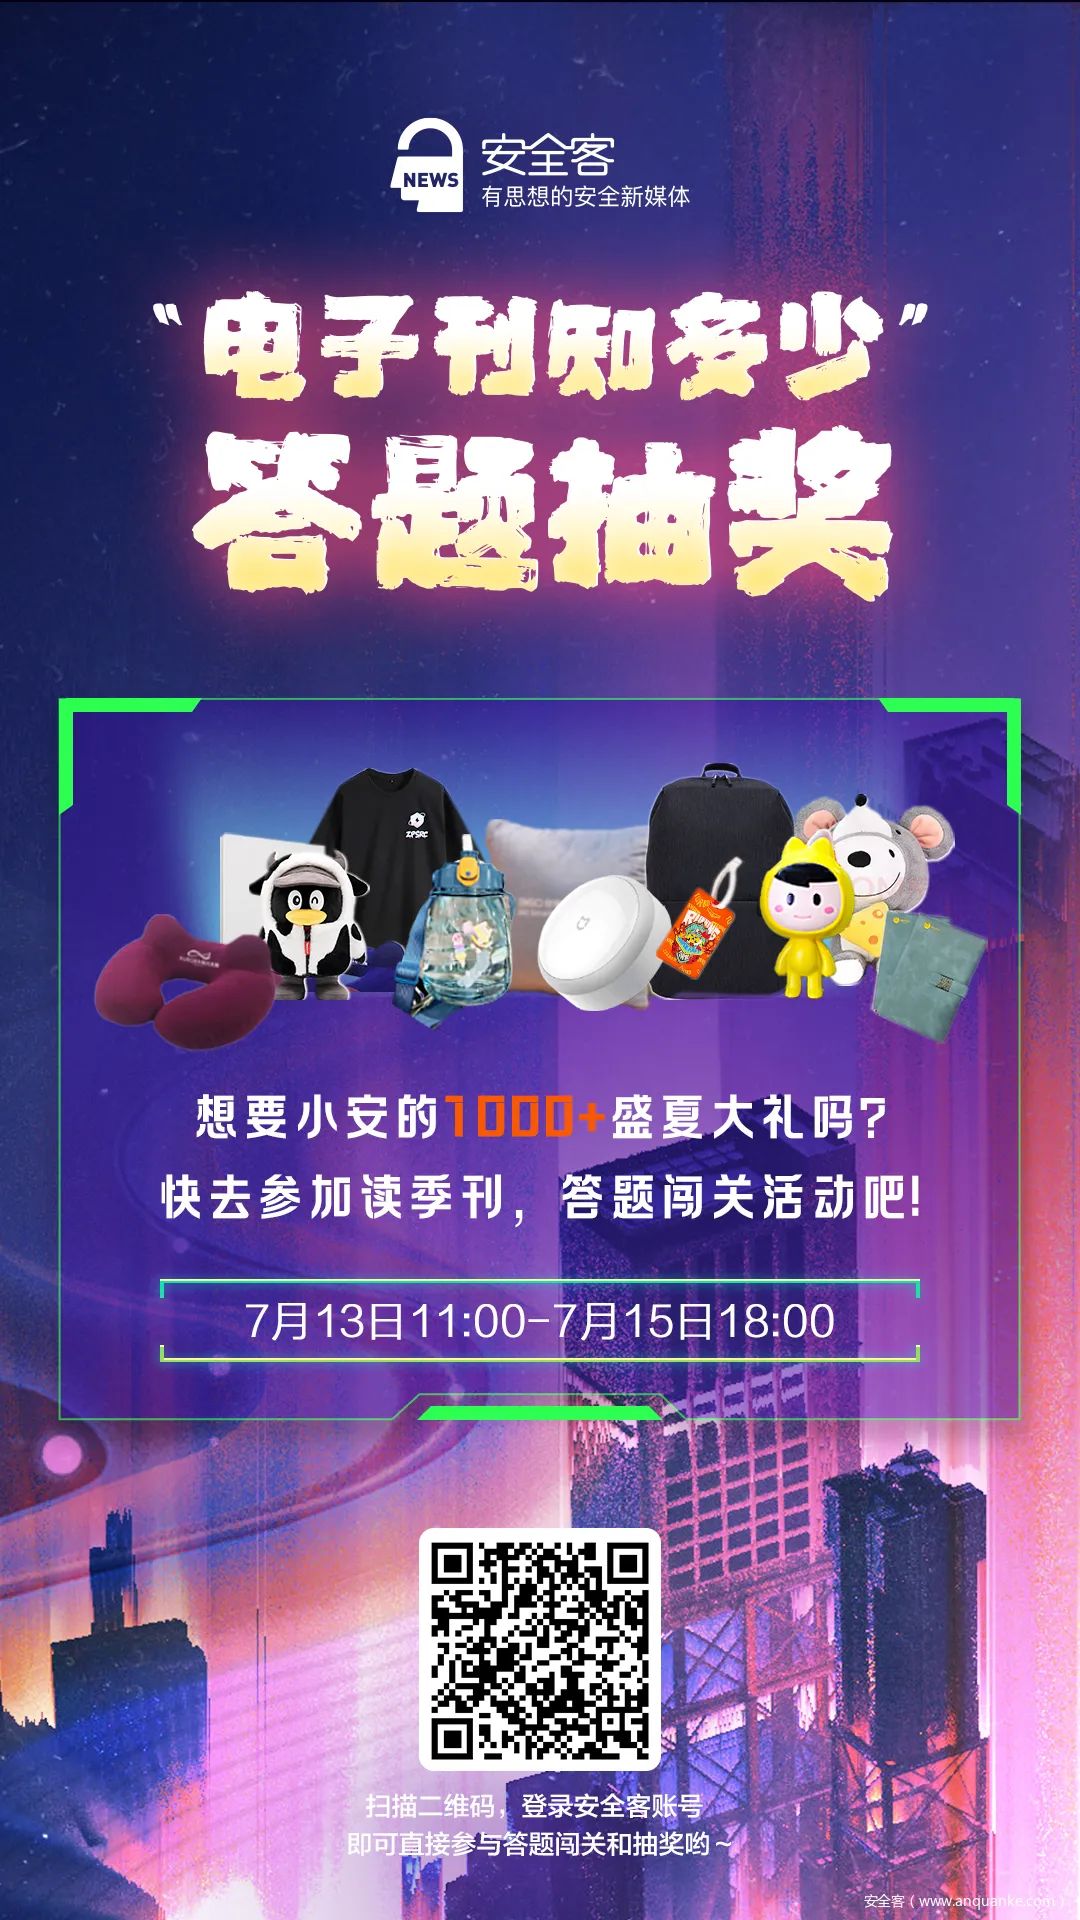 NEWS
安全客
有思想的安全新媒体
“电子刊知多少”
答题抽奖
ZPSRC
想要小安的1000+盛夏大礼吗?
快去参加读季刊，答题闯关活动吧!
7月13日11:00-7月15日18:00
扫描二维码，登录安全客账号
即可直接参与答题闯关和抽奖哟~
安全客（www.anquanke.com）